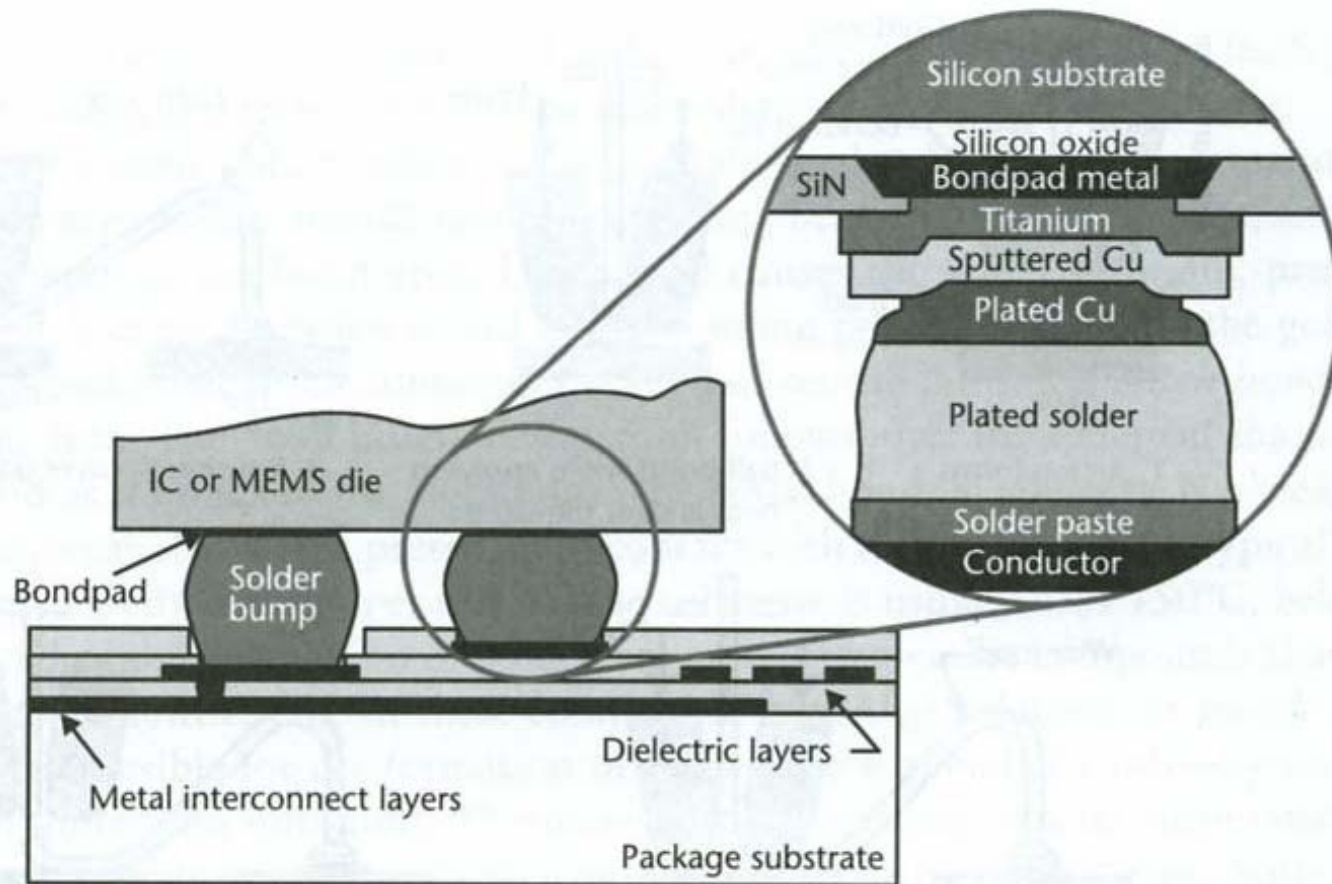 Silicon substrate
Silicon oxide
SiN
Bondpad metal
Titanium
Sputtered Cu
Plated Cu
Plated solder
Solder paste
Conductor
IC or MEMS die
Bondpad
Solder
bump
Dielectric layers
Metal interconnect layers
Package substrate